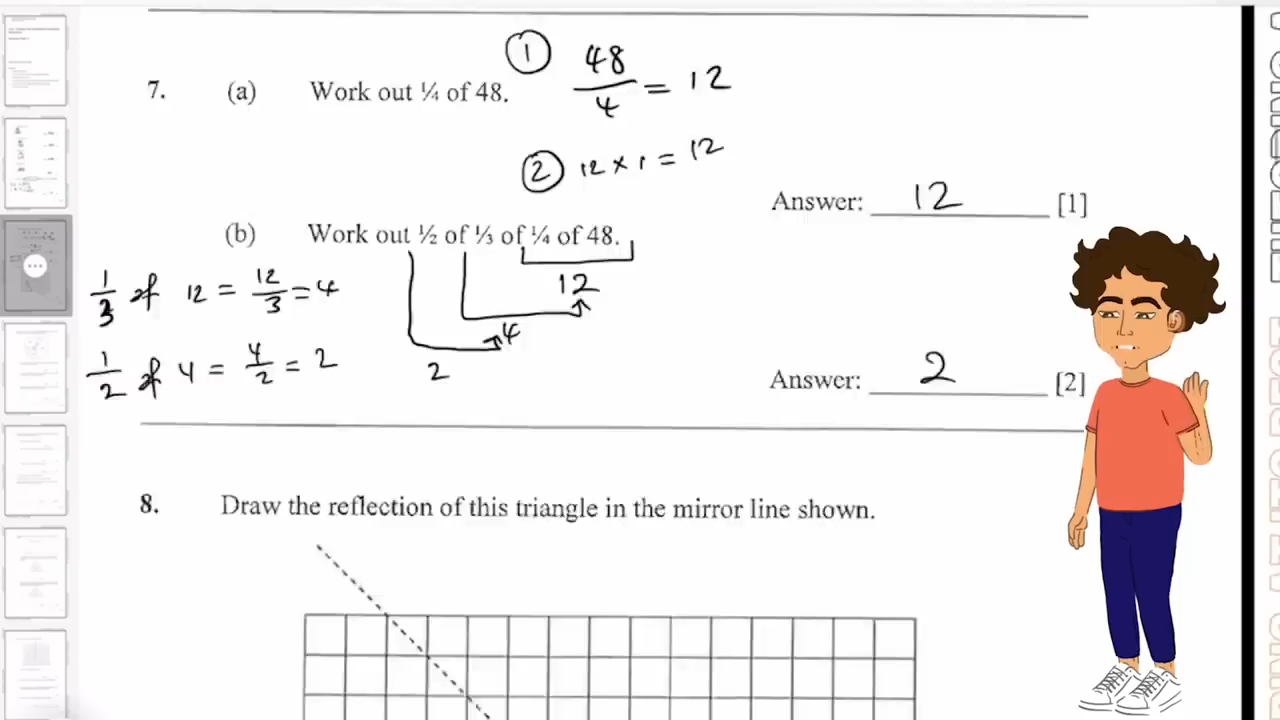 7. (a) Work out ¼ of 48.
① 48/4 = 12
② 12 × 1 = 12
Answer: 12 [1]
(b) Work out ½ of ⅓ of ¼ of 48.
12
4
2
1/3 of 12 = 12/3 = 4
1/2 of 4 = 4/2 = 2
Answer: 2 [2]
8. Draw the reflection of this triangle in the mirror line shown.